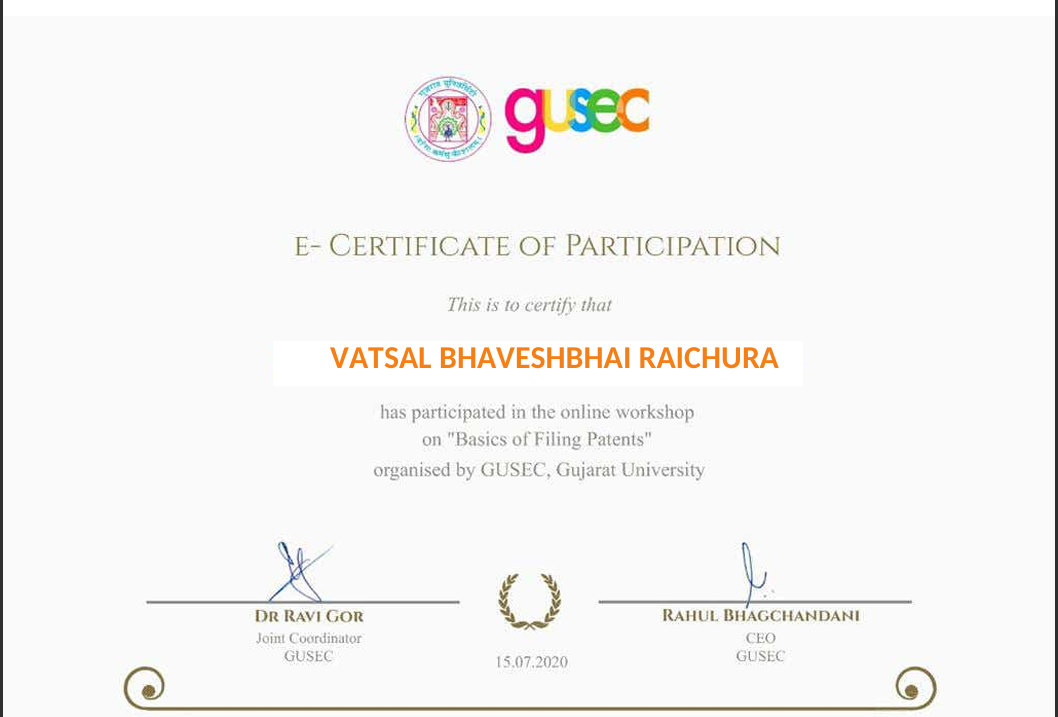 gusec
E- CERTIFICATE OF PARTICIPATION
This is to certify that
VATSAL BHAVESHBHAI RAICHURA
has participated in the online workshop
on "Basics of Filing Patents"
organised by GUSEC, Gujarat University
DR RAVI GOR
Joint Coordinator
GUSEC
15.07.2020
RAHUL BHAGCHANDANI
CEO
GUSEC